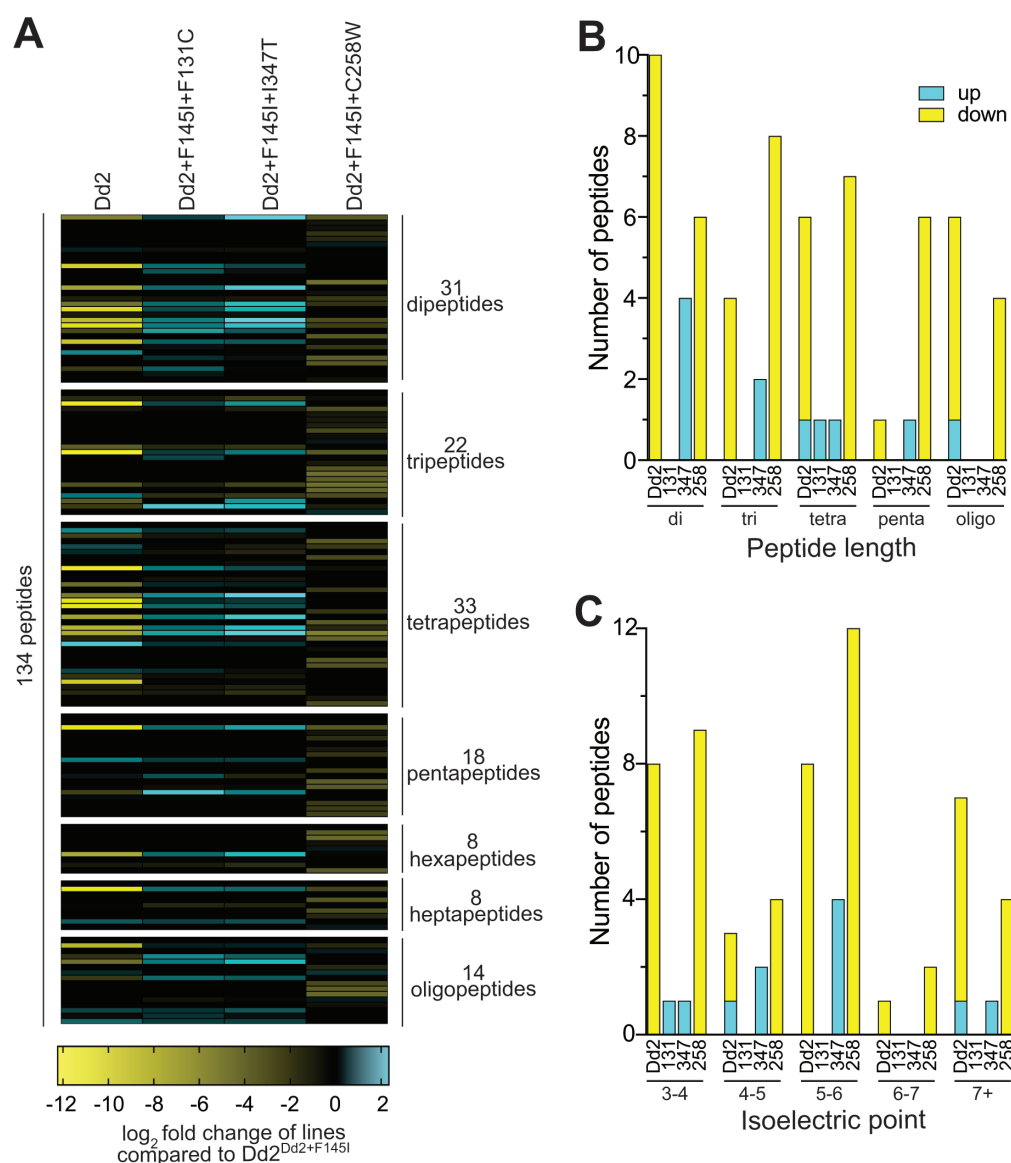 A
Dd2
Dd2+F145I+F131C
Dd2+F145I+I347T
Dd2+F145I+C258W
134 peptides
31
dipeptides
22
tripeptides
33
tetrapeptides
18
pentapeptides
8
hexapeptides
8
heptapeptides
14
oligopeptides
-12 -10 -8 -6 -4 -2 0 2
log2 fold change of lines
compared to Dd2Dd2+F145I
B
up
down
Number of peptides
10
8
6
4
2
0
Dd2 131 347 258 Dd2 131 347 258 Dd2 131 347 258 Dd2 131 347 258 Dd2 131 347 258
di tri tetra penta oligo
Peptide length
C
Number of peptides
12
8
4
0
Dd2 131 347 258 Dd2 131 347 258 Dd2 131 347 258 Dd2 131 347 258 Dd2 131 347 258
3-4 4-5 5-6 6-7 7+
Isoelectric point